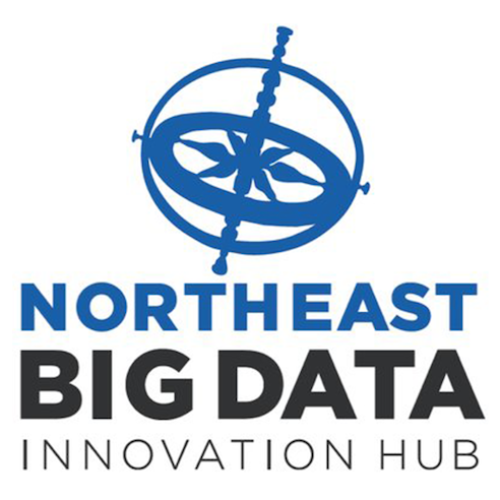 NORTHEAST
BIG DATA
INNOVATION HUB